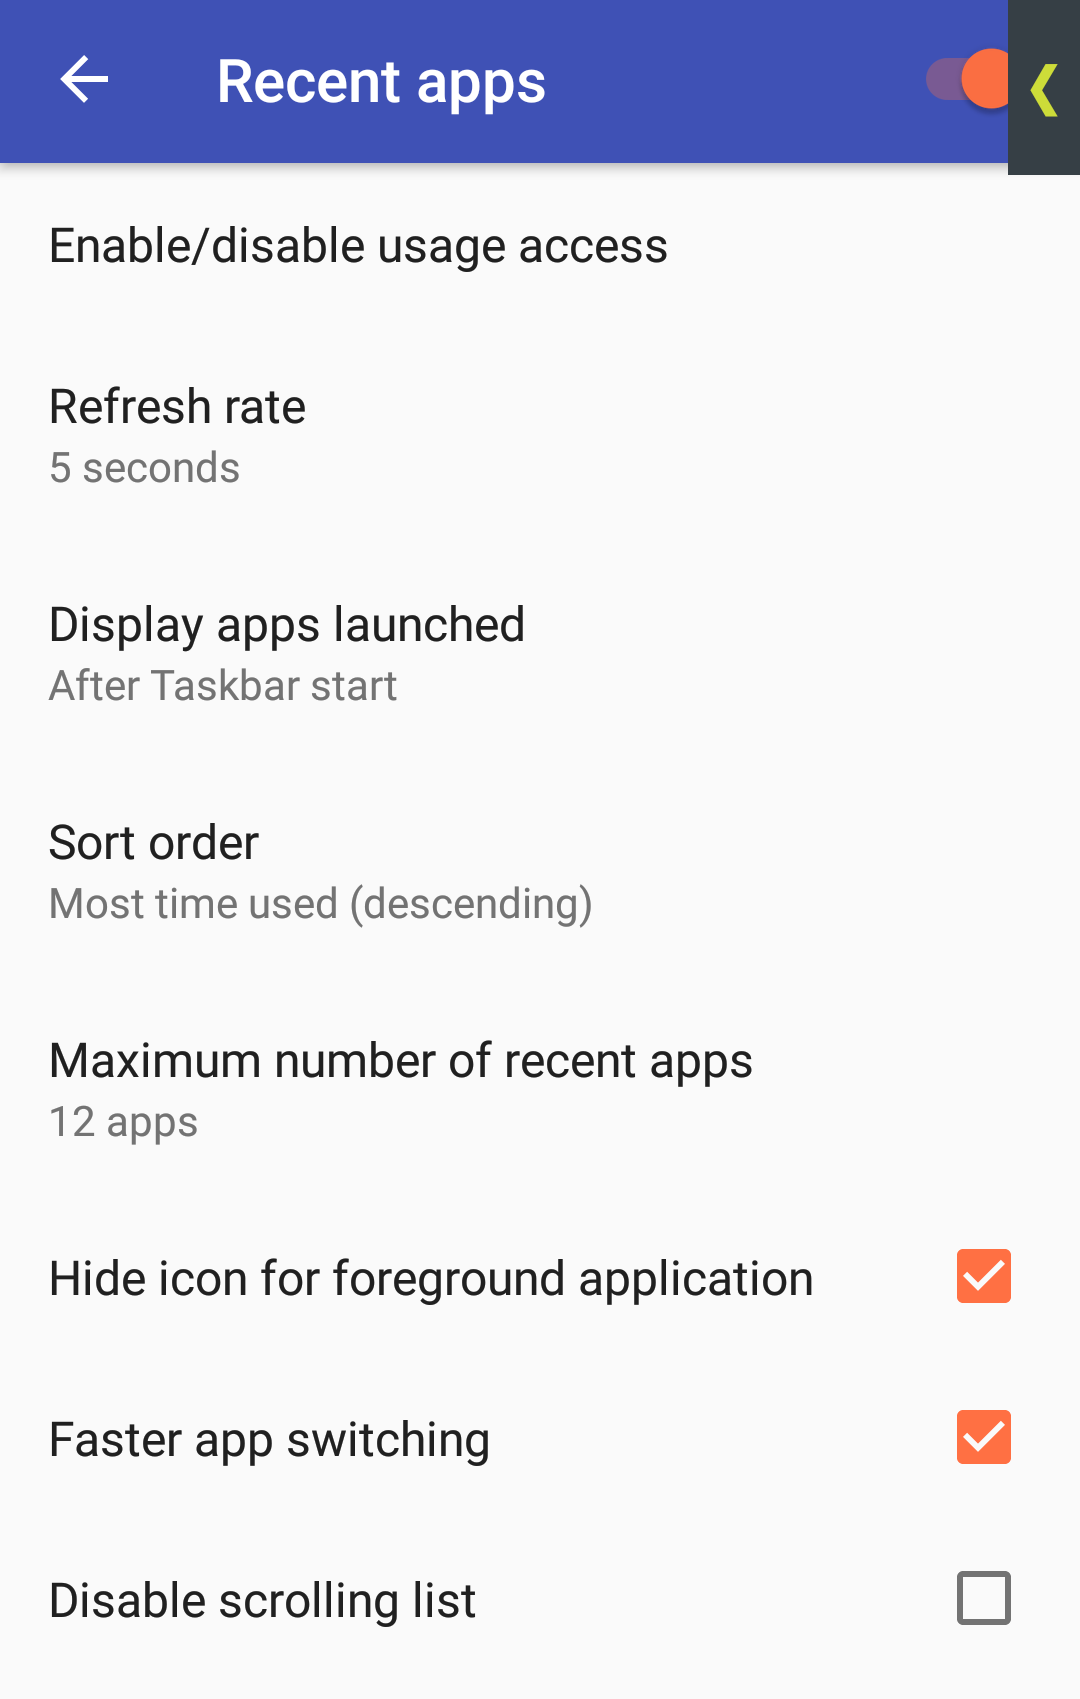 Recent apps
Enable/disable usage access
Refresh rate
5 seconds
Display apps launched
After Taskbar start
Sort order
Most time used (descending)
Maximum number of recent apps
12 apps
Hide icon for foreground application
Faster app switching
Disable scrolling list